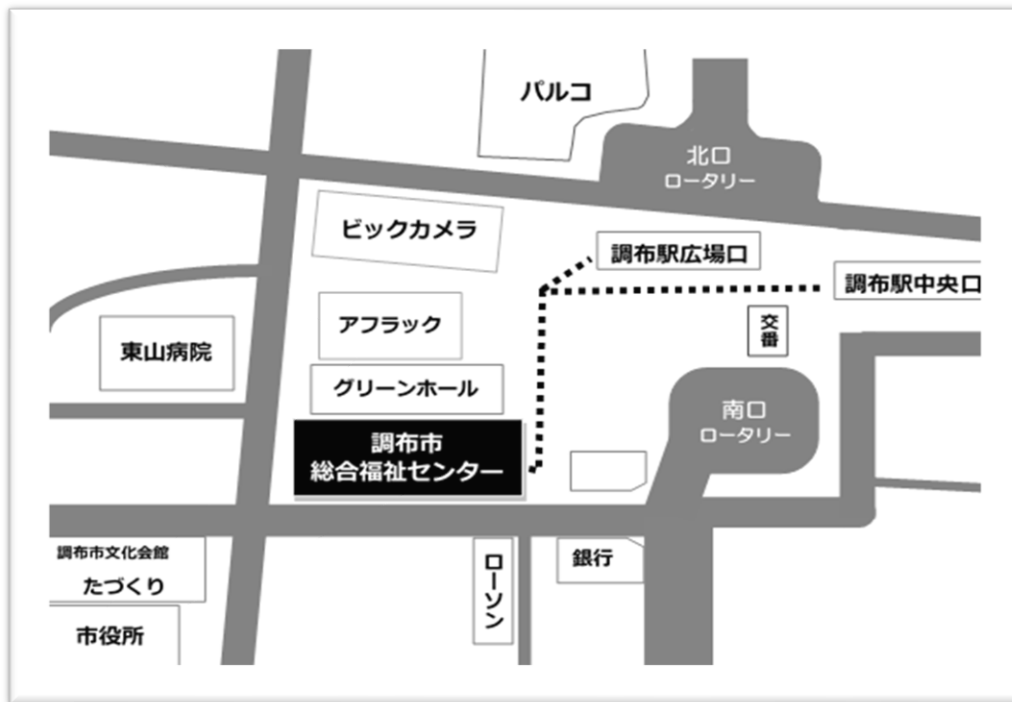 パルコ
北口
ロータリー
ビックカメラ
調布駅広場口
調布駅中央口
アフラック
交番
東山病院
グリーンホール
南口
ロータリー
調布市
総合福祉センター
調布市文化会館
たづくり
ローソン
銀行
市役所